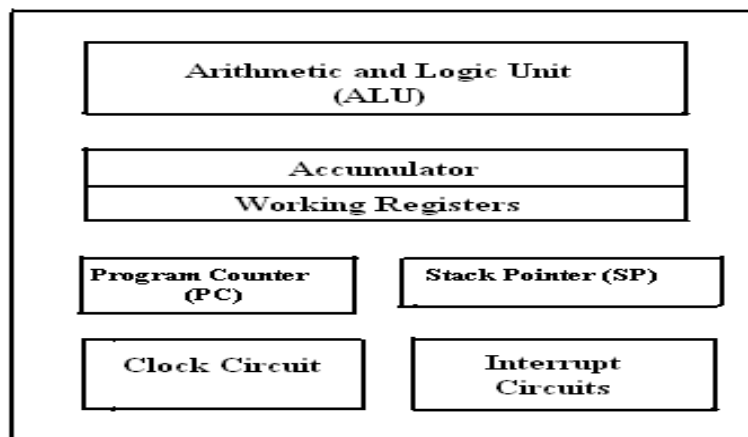 Arithmetic and Logic Unit
(ALU)
Accumulator
Working Registers
Program Counter
(PC)
Stack Pointer (SP)
Clock Circuit
Interrupt
Circuits